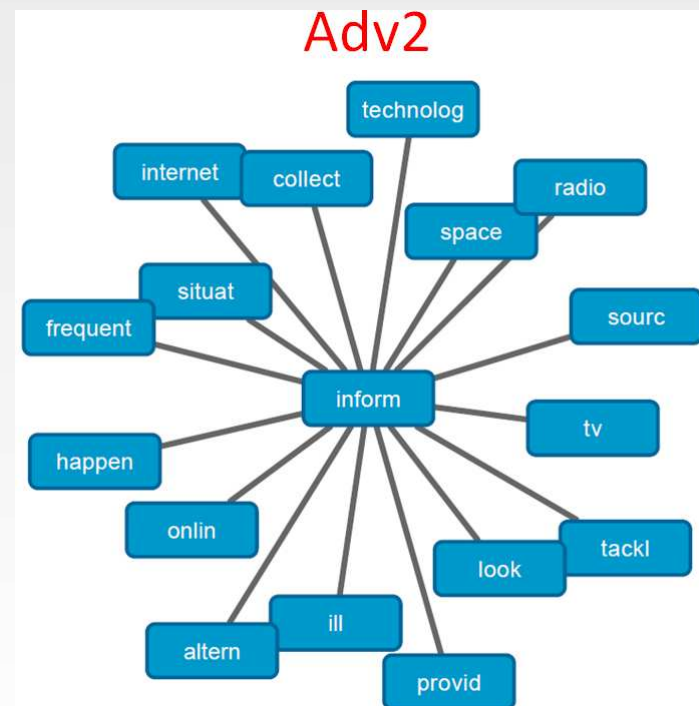 Adv2
technolog
internet
collect
radio
space
situat
sourc
frequent
inform
tv
happen
onlin
tackl
look
ill
altern
provid